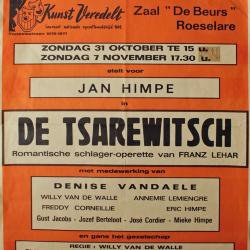 Kunst Veredelt
Zaal "De Beurs"
Roeselare
ZONDAG 31 OKTOBER TE 15 u.
ZONDAG 7 NOVEMBER 17.30 u.
stelt voor
JAN HIMPE
in
DE TSAREWITSCH
Romantische schlager-operette van FRANZ LEHAR
met medewerking van
DENISE VANDAELE
WILLY VAN DE WALLE ANNEMIE LEMIENGRE
FREDDY CORNEILLIE ERIC HIMPE
Gust Jacobs - Jozef Berteloot - José Cordier - Mieke Himpe
en gans het gezelschap
REGIE : WILLY VAN DE WALLE